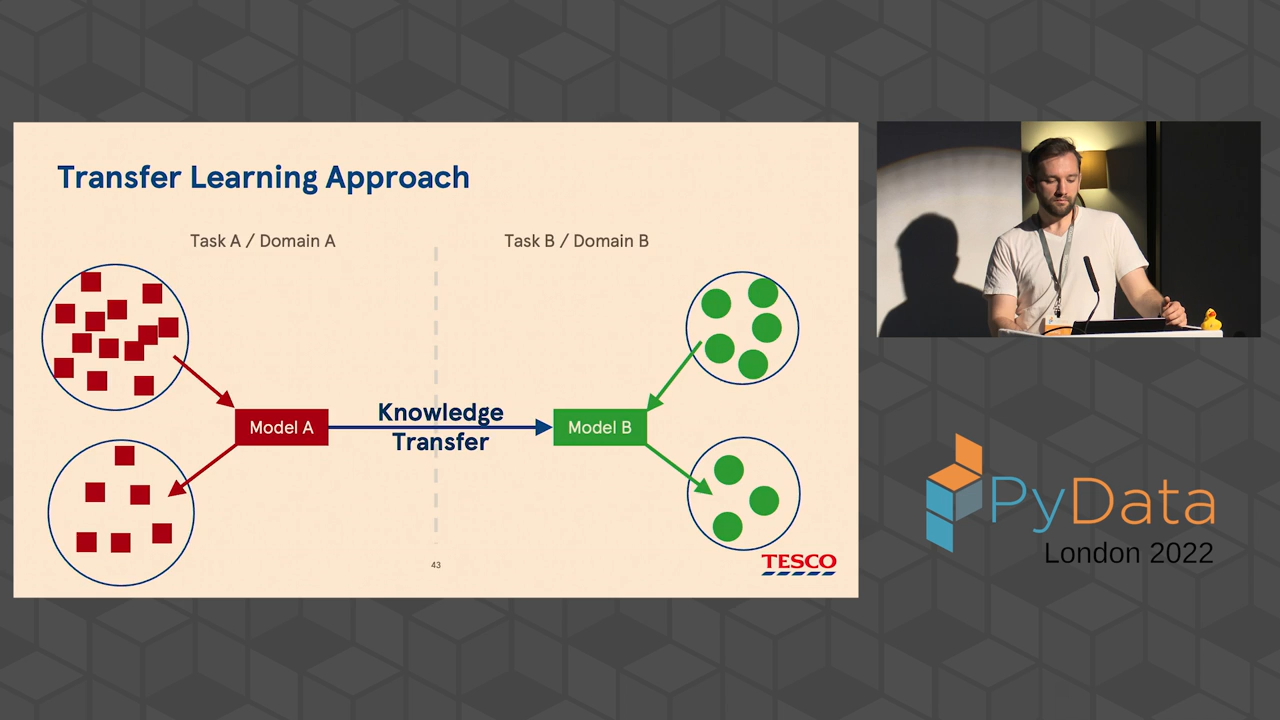 Transfer Learning Approach
Task A / Domain A
Task B / Domain B
Model A
Knowledge
Transfer
Model B
43
TESCO
PyData
London 2022